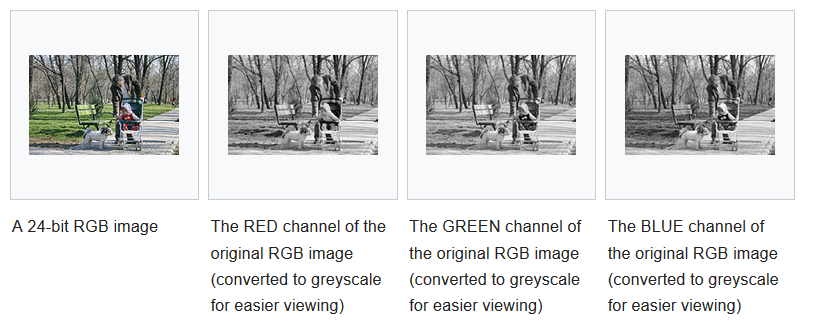 A 24-bit RGB image
The RED channel of the
original RGB image
(converted to greyscale
for easier viewing)
The GREEN channel of
the original RGB image
(converted to greyscale
for easier viewing)
The BLUE channel of
the original RGB image
(converted to greyscale
for easier viewing)